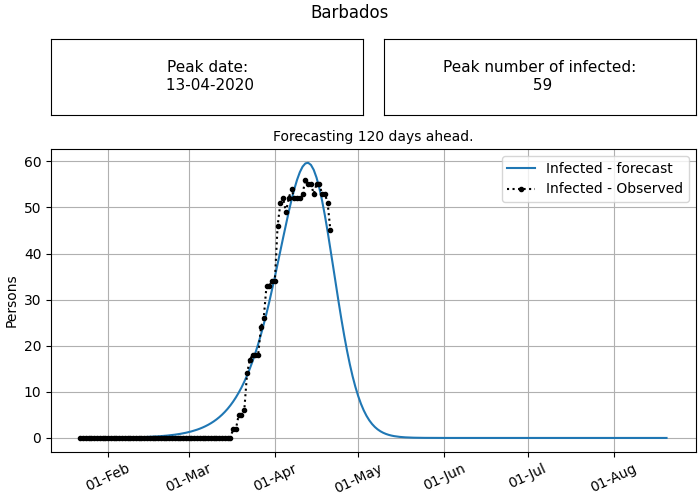 Barbados
Peak date:
13-04-2020
Peak number of infected:
59
Forecasting 120 days ahead.
Infected - forecast
Infected - Observed
Persons
60
50
40
30
20
10
0
01-Feb
01-Mar
01-Apr
01-May
01-Jun
01-Jul
01-Aug